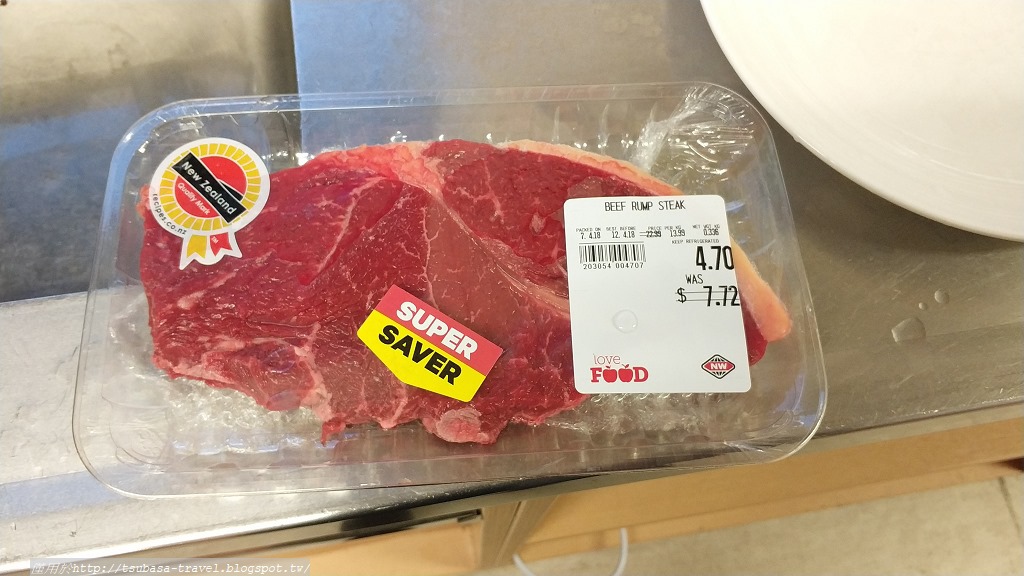 New Zealand
Quality Mark
recipes.co.nz
BEEF RUMP STEAK
PACKED ON BEST BEFORE PRICE PER KG NET WGT KG
7.4.18 12.4.18 22.99 13.99 0.336
KEEP REFRIGERATED
203054 004707
4.70
WAS
$ 7.72
SUPER
SAVER
love
FOOD
NW
http://tsubasa-travel.blogspot.tw/